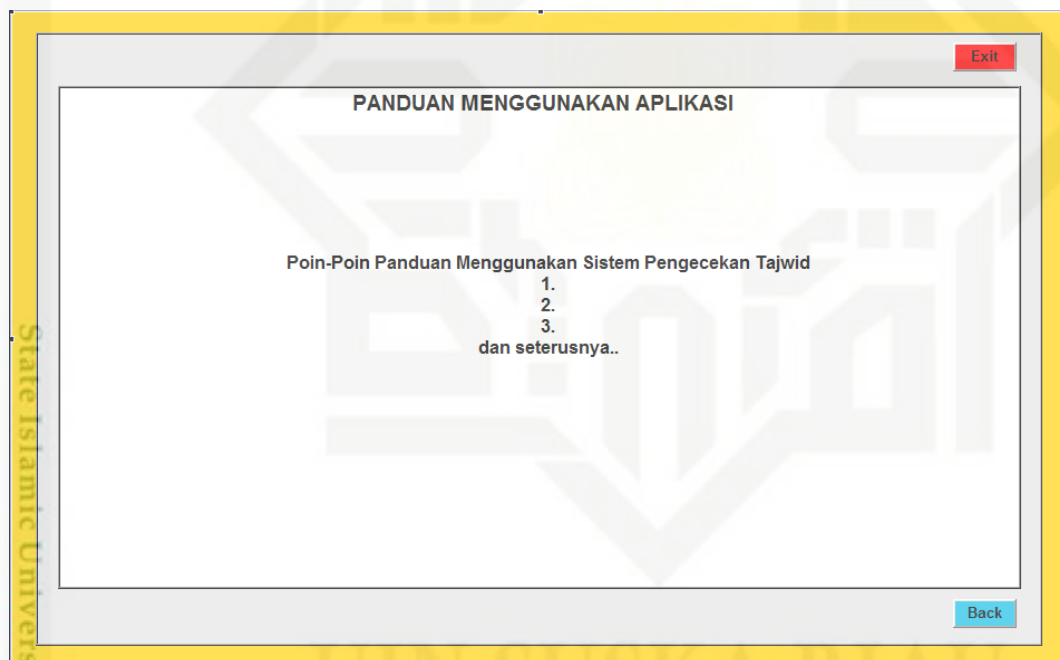 Exit
PANDUAN MENGGUNAKAN APLIKASI
Poin-Poin Panduan Menggunakan Sistem Pengecekan Tajwid
1.
2.
3.
dan seterusnya..
Back
State Islamic Univers